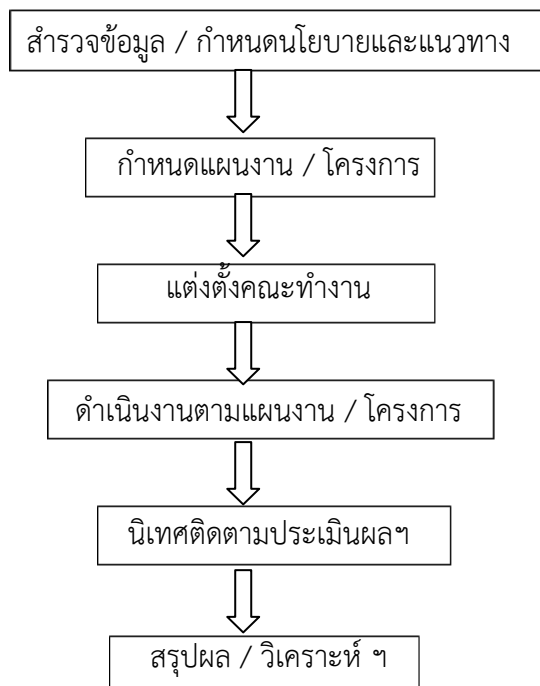 สำรวจข้อมูล / กำหนดนโยบายและแนวทาง
กำหนดแผนงาน / โครงการ
แต่งตั้งคณะทำงาน
ดำเนินงานตามแผนงาน / โครงการ
นิเทศติดตามประเมินผลฯ
สรุปผล / วิเคราะห์ ฯ